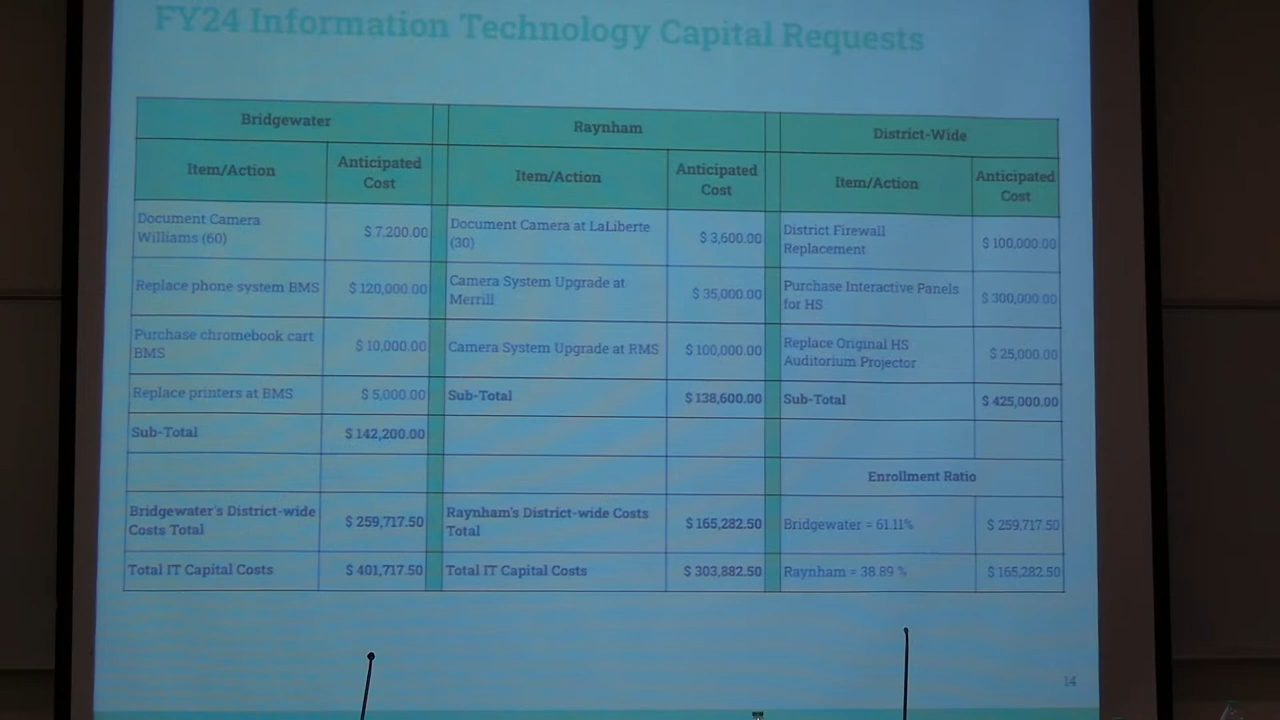 FY24 Information Technology Capital Requests
Bridgewater
Raynham
District-Wide
Item/Action
Anticipated
Cost
Item/Action
Anticipated
Cost
Item/Action
Anticipated
Cost
Document Camera
Williams (60)
$ 7,200.00
Document Camera at LaLiberte
(30)
$ 3,600.00
District Firewall
Replacement
$ 100,000.00
Replace phone system BMS
$ 120,000.00
Camera System Upgrade at
Merrill
$ 35,000.00
Purchase Interactive Panels
for HS
$ 300,000.00
Purchase chromebook cart
BMS
$ 10,000.00
Camera System Upgrade at RMS
$ 100,000.00
Replace Original HS
Auditorium Projector
$ 25,000.00
Replace printers at BMS
$ 5,000.00
Sub-Total
$ 138,600.00
Sub-Total
$ 425,000.00
Sub-Total
$ 142,200.00
Enrollment Ratio
Bridgewater's District-wide
Costs Total
$ 259,717.50
Raynham's District-wide Costs
Total
$ 165,282.50
Bridgewater = 61.11%
$ 259,717.50
Total IT Capital Costs
$ 401,717.50
Total IT Capital Costs
$ 303,882.50
Raynham = 38.89 %
$ 165,282.50
14